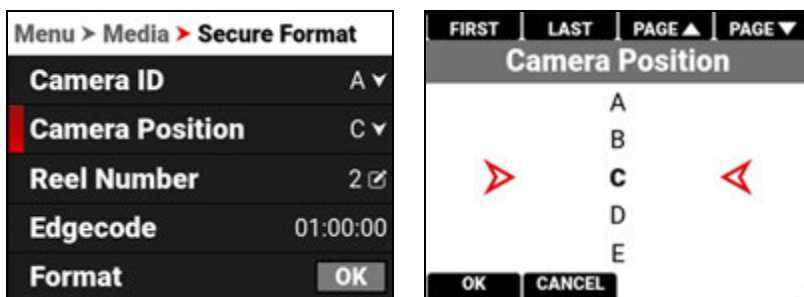 Menu > Media > Secure Format
Camera ID A
Camera Position C
Reel Number 2
Edgecode 01:00:00
Format OK
FIRST LAST PAGE▲ PAGE▼
Camera Position
A
B
C
D
E
OK CANCEL